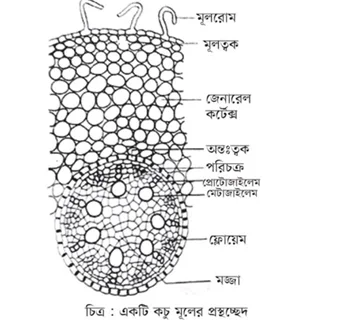 মূলরোম
মূলত্বক
জেনারেল
কর্টেক্স
অন্তঃত্বক
পরিচক্র
প্রোটোজাইলেম
মেটাজাইলেম
ফ্লোয়েম
মজ্জা
চিত্র : একটি কচু মূলের প্রস্থচ্ছেদ